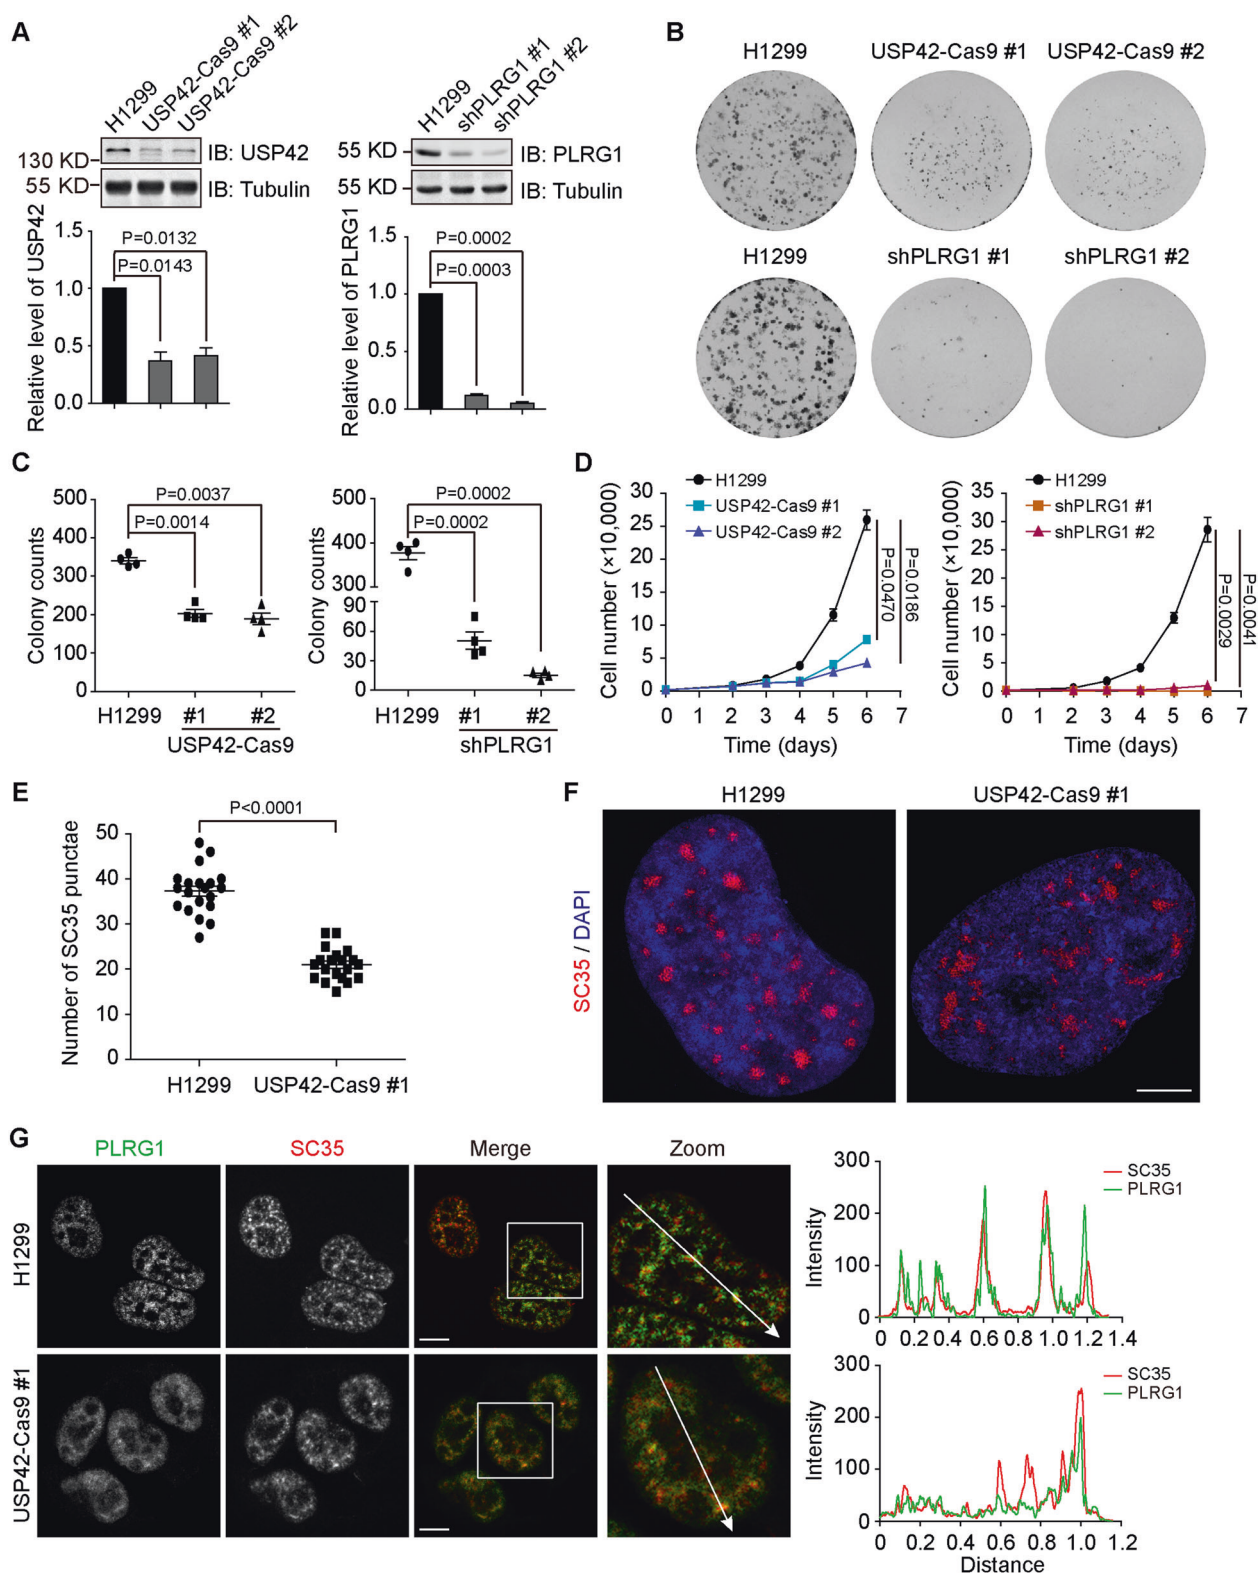 A
H1299
USP42-Cas9 #1
USP42-Cas9 #2
130 KD
IB: USP42
55 KD
IB: Tubulin
Relative level of USP42
1.5
1.0
0.5
0.0
P=0.0132
P=0.0143
H1299
shPLRG1 #1
shPLRG1 #2
55 KD
IB: PLRG1
55 KD
IB: Tubulin
Relative level of PLRG1
1.5
1.0
1.5
0.0
P=0.0002
P=0.0003
B
H1299
USP42-Cas9 #1
USP42-Cas9 #2
H1299
shPLRG1 #1
shPLRG1 #2
C
Colony counts
500
400
300
200
100
0
P=0.0037
P=0.0014
H1299
#1
#2
USP42-Cas9
Colony counts
500
400
300
90
60
30
0
P=0.0002
P=0.0002
H1299
#1
#2
shPLRG1
D
Cell number (×10,000)
30
25
20
15
10
5
0
H1299
USP42-Cas9 #1
USP42-Cas9 #2
P=0.0470
P=0.0186
0 1 2 3 4 5 6 7
Time (days)
Cell number (×10,000)
35
30
25
20
15
10
5
0
H1299
shPLRG1 #1
shPLRG1 #2
P=0.0029
P=0.0041
0 1 2 3 4 5 6 7
Time (days)
E
Number of SC35 punctae
50
40
30
20
10
0
P<0.0001
H1299
USP42-Cas9 #1
F
H1299
USP42-Cas9 #1
SC35 / DAPI
G
PLRG1
SC35
Merge
Zoom
H1299
USP42-Cas9 #1
Intensity
300
200
100
0
SC35
PLRG1
0 0.2 0.4 0.6 0.8 1.0 1.2 1.4
Intensity
300
200
100
0
SC35
PLRG1
0 0.2 0.4 0.6 0.8 1.0 1.2
Distance